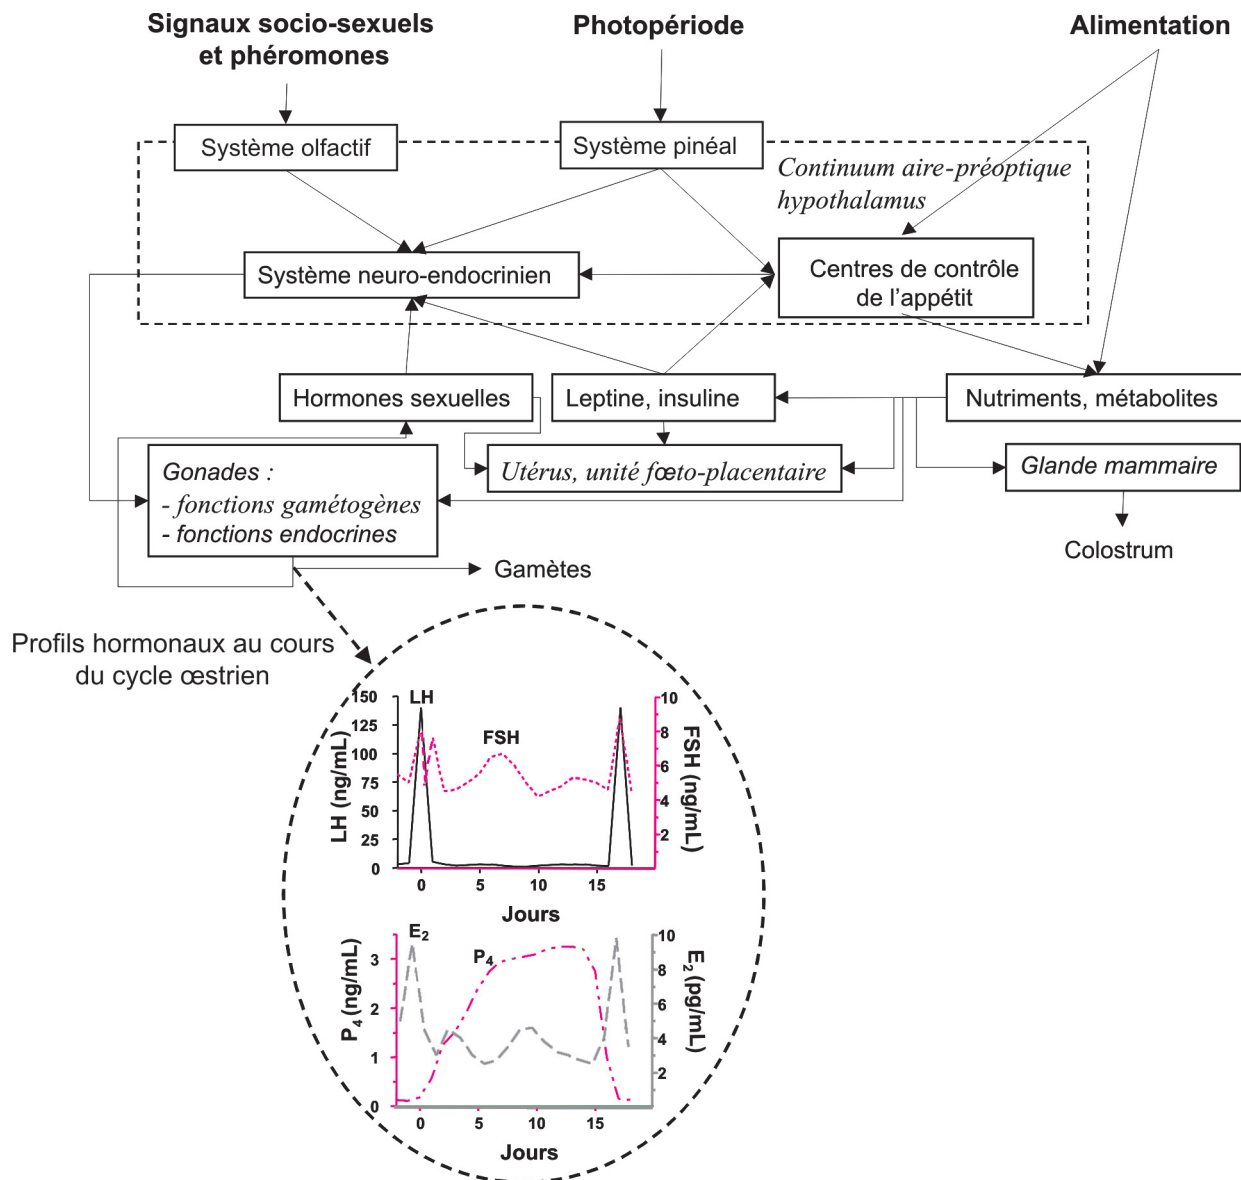 Signaux socio-sexuels
et phéromones
Photopériode
Alimentation
Système olfactif
Système pinéal
Continuum aire-préoptique
hypothalamus
Système neuro-endocrinien
Centres de contrôle
de l'appétit
Hormones sexuelles
Leptine, insuline
Nutriments, métabolites
Gonades :
- fonctions gamétogènes
- fonctions endocrines
Utérus, unité fœto-placentaire
Glande mammaire
Colostrum
Gamètes
Profils hormonaux au cours
du cycle œstrien
LH (ng/mL)
150
125
100
75
50
25
0
LH
FSH
10
8
6
4
2
FSH (ng/mL)
0
5
10
15
Jours
P4 (ng/mL)
3
2
1
0
E2
P4
10
8
6
4
2
E2 (pg/mL)
0
5
10
15
Jours